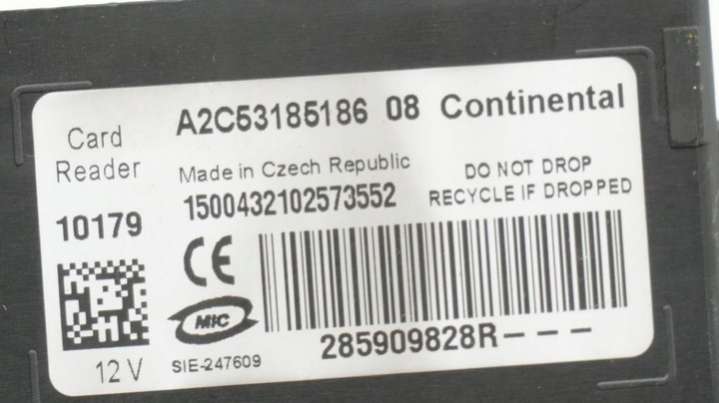 A2C53185186 08 Continental
Card
Reader
Made in Czech Republic
DO NOT DROP
RECYCLE IF DROPPED
1500432102573552
10179
CE
MIC
285909828R---
12 V
SIE-247609